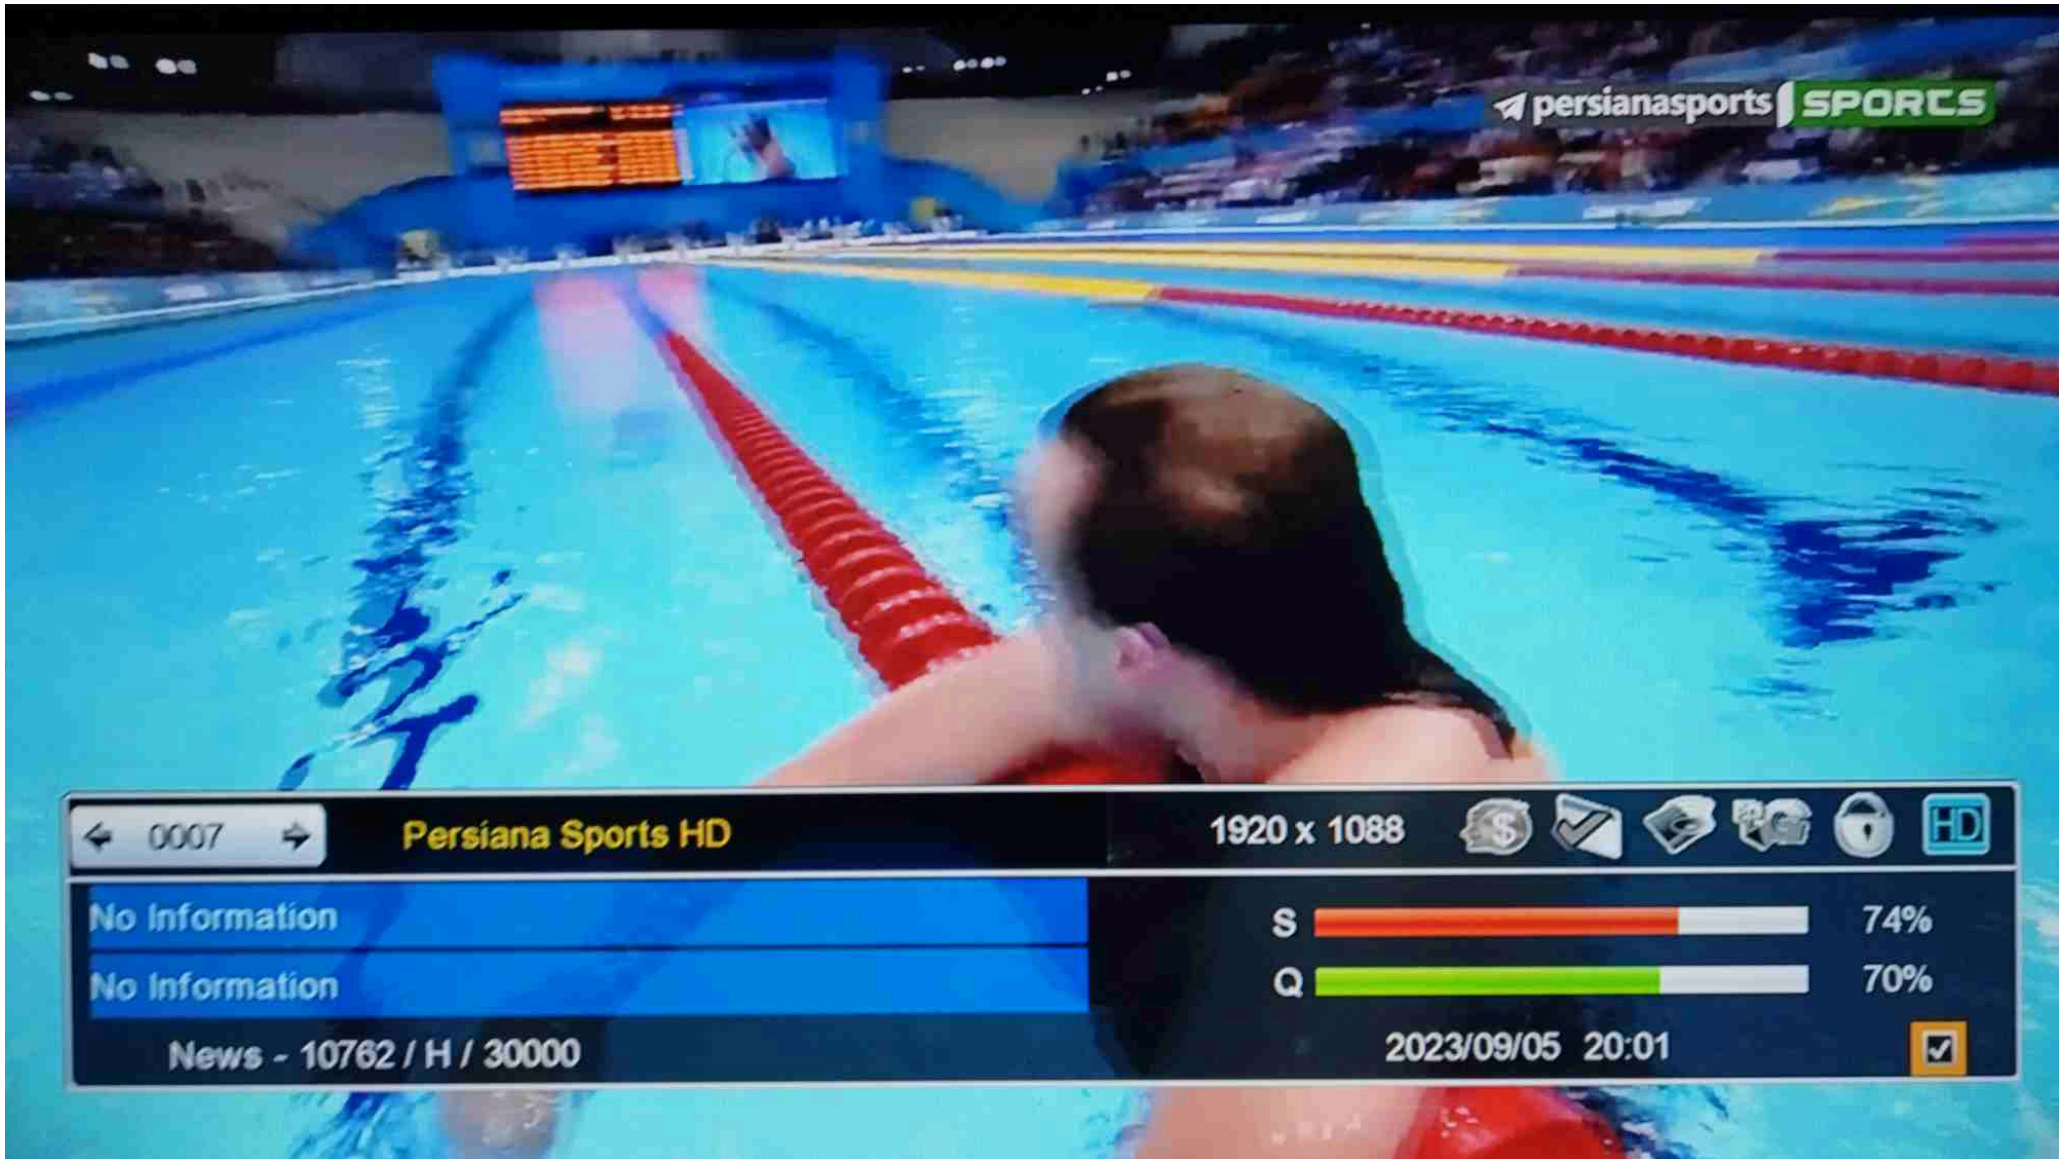 persianasports SPORTS
0007 Persiana Sports HD 1920 x 1088 HD
No Information S 74%
No Information Q 70%
News - 10762 / H / 30000 2023/09/05 20:01